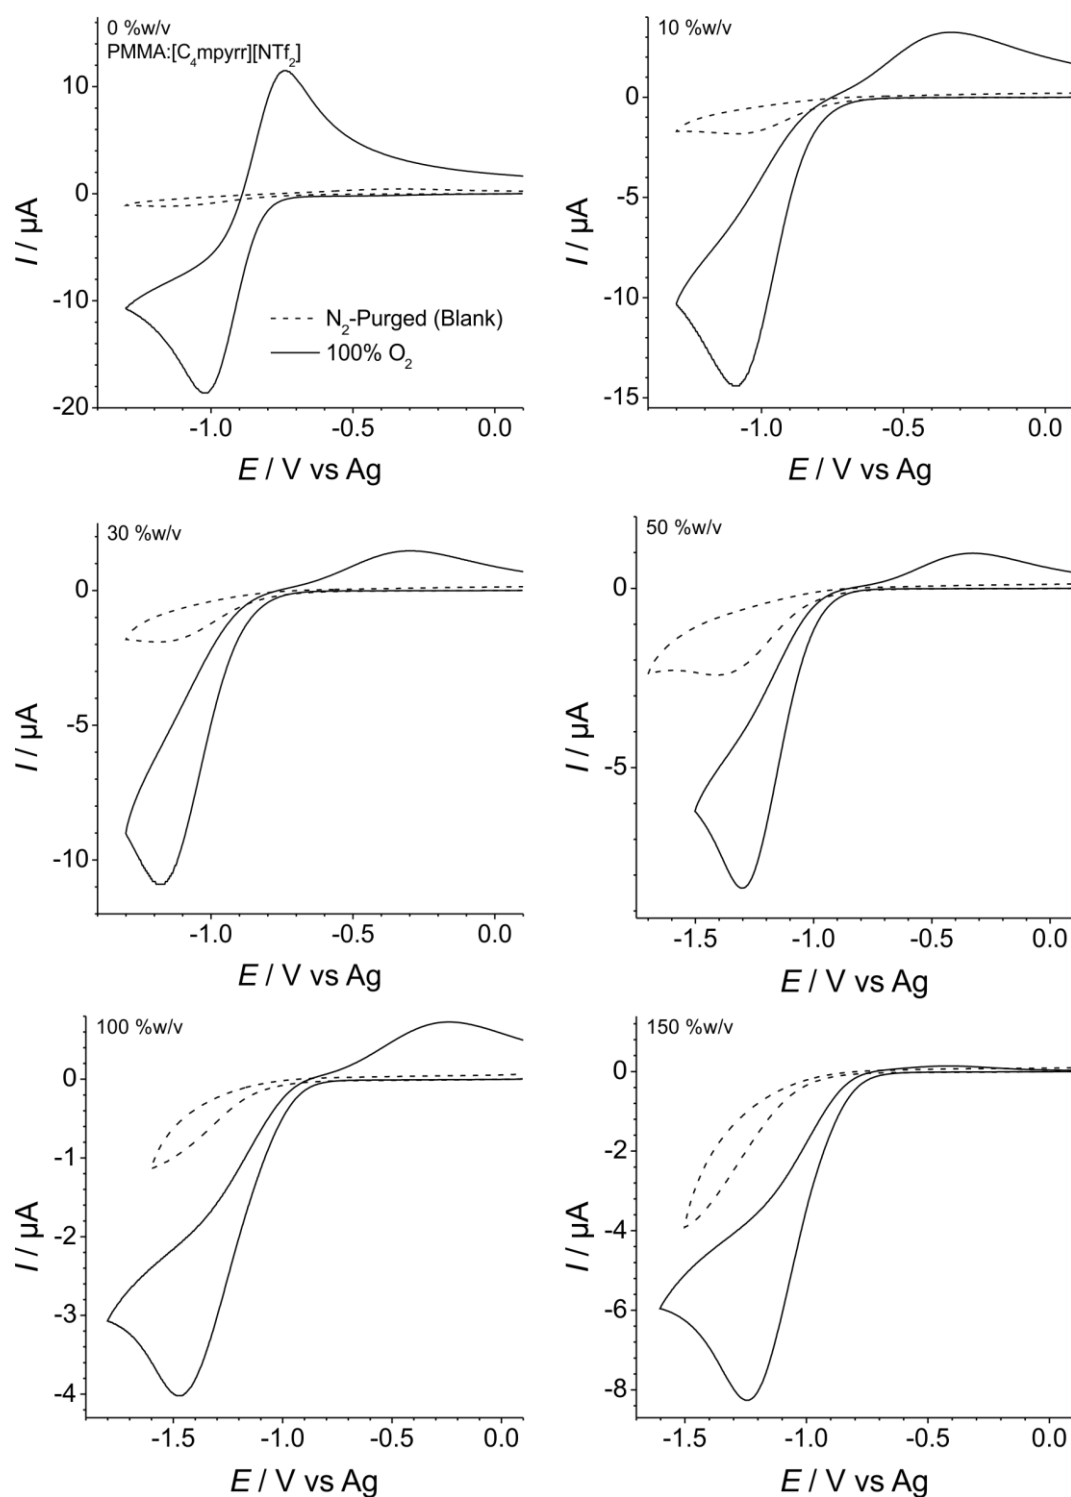 0 %w/v
PMMA:[C₄mpyrr][NTf₂]
10
0
-10
-20
I / µA
-1.0
-0.5
0.0
E / V vs Ag
N₂-Purged (Blank)
100% O₂
10 %w/v
0
-5
-10
-15
I / µA
-1.0
-0.5
0.0
E / V vs Ag
30 %w/v
0
-5
-10
I / µA
-1.0
-0.5
0.0
E / V vs Ag
50 %w/v
0
-5
I / µA
-1.5
-1.0
-0.5
0.0
E / V vs Ag
100 %w/v
0
-1
-2
-3
-4
I / µA
-1.5
-1.0
-0.5
0.0
E / V vs Ag
150 %w/v
0
-2
-4
-6
-8
I / µA
-1.5
-1.0
-0.5
0.0
E / V vs Ag